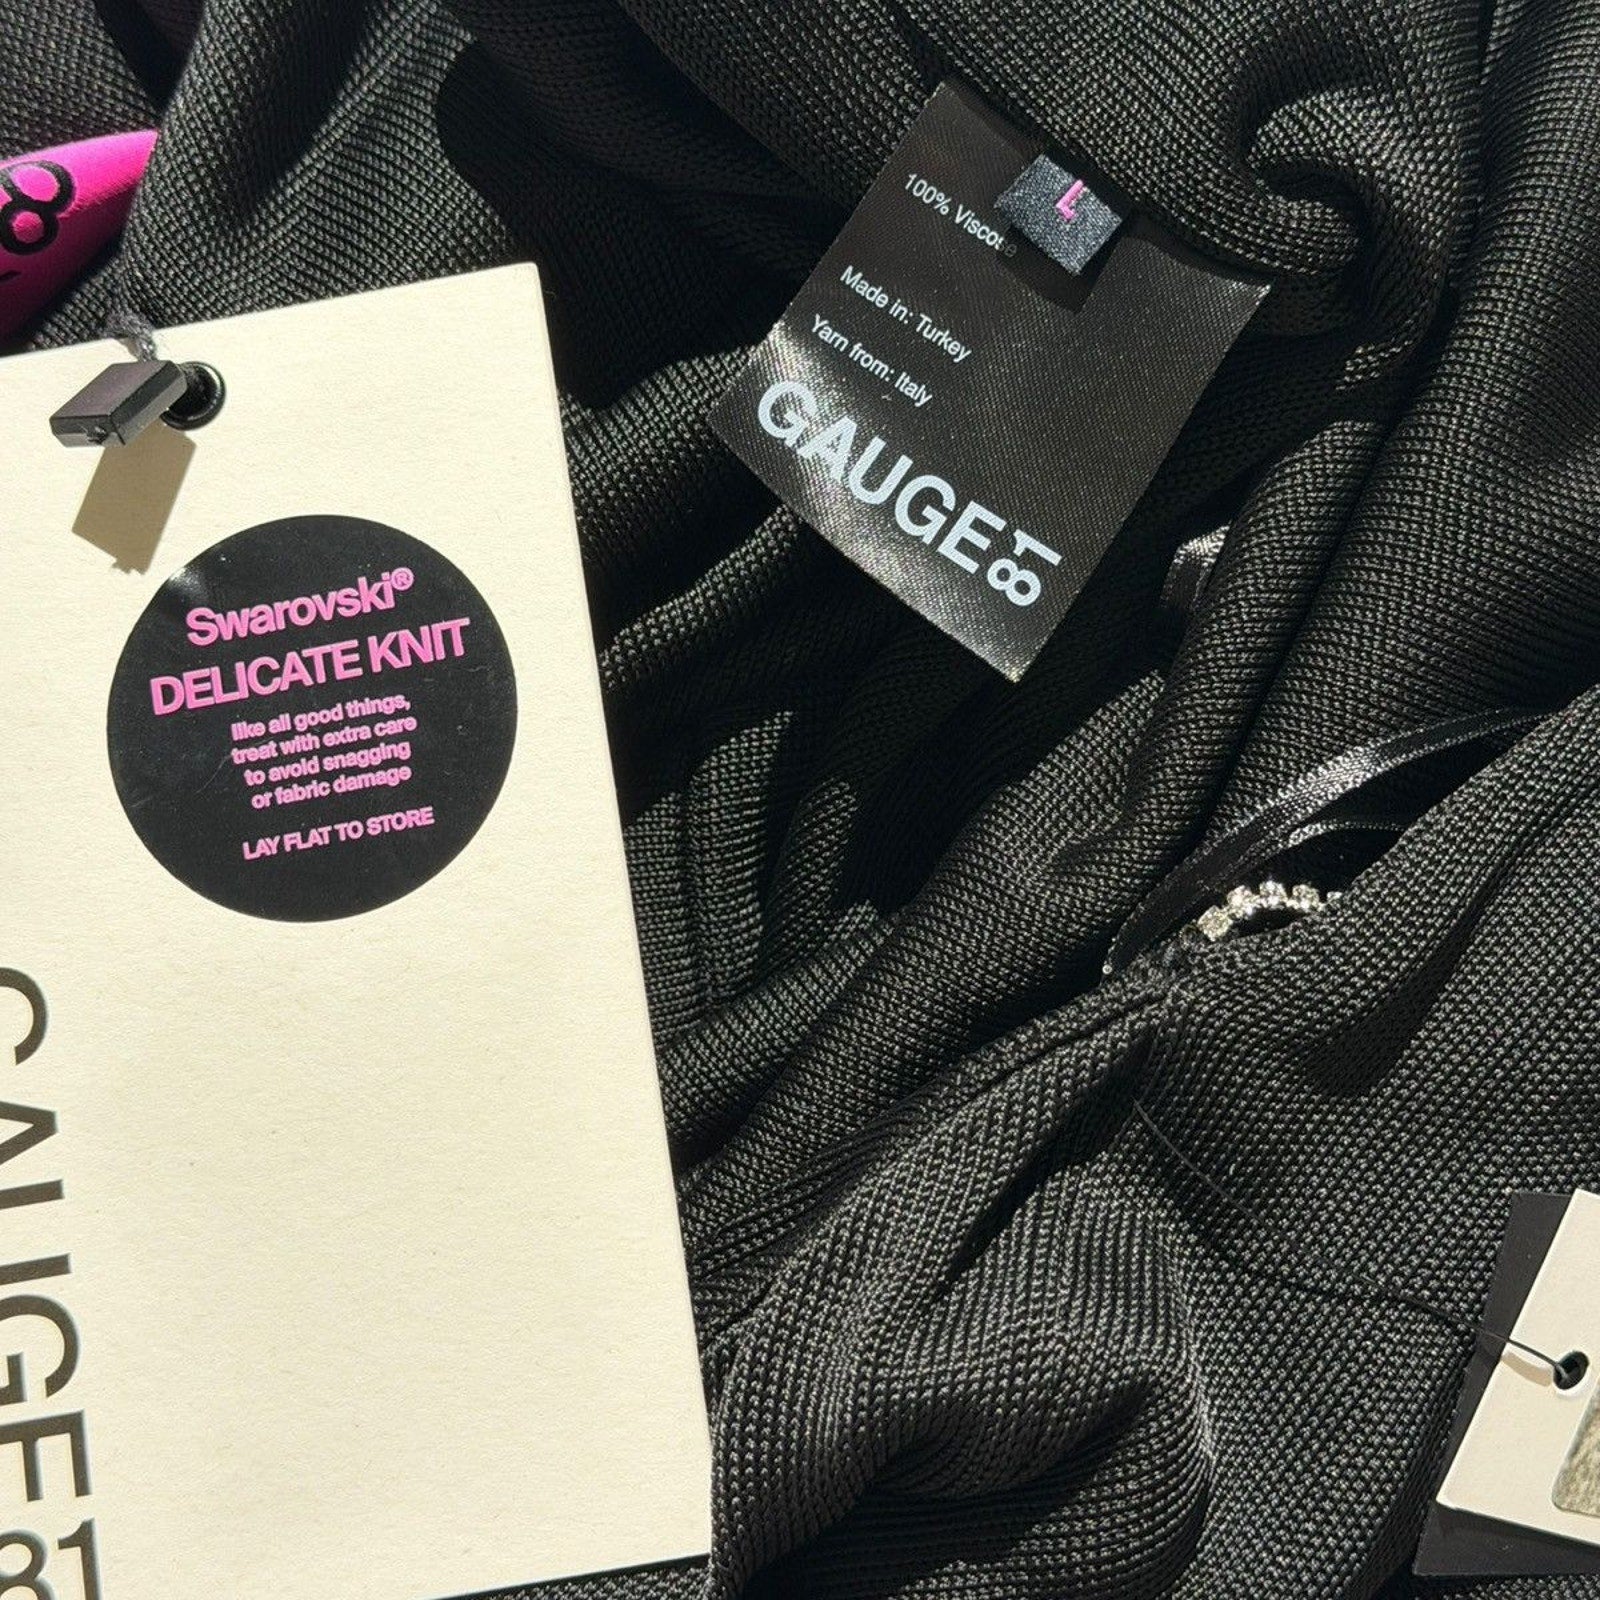 8
100% Viscose
L
Made in: Turkey
Yarn from: Italy
GAUGE81
Swarovski®
DELICATE KNIT
like all good things,
treat with extra care
to avoid snagging
or fabric damage
LAY FLAT TO STORE
GAUGE81